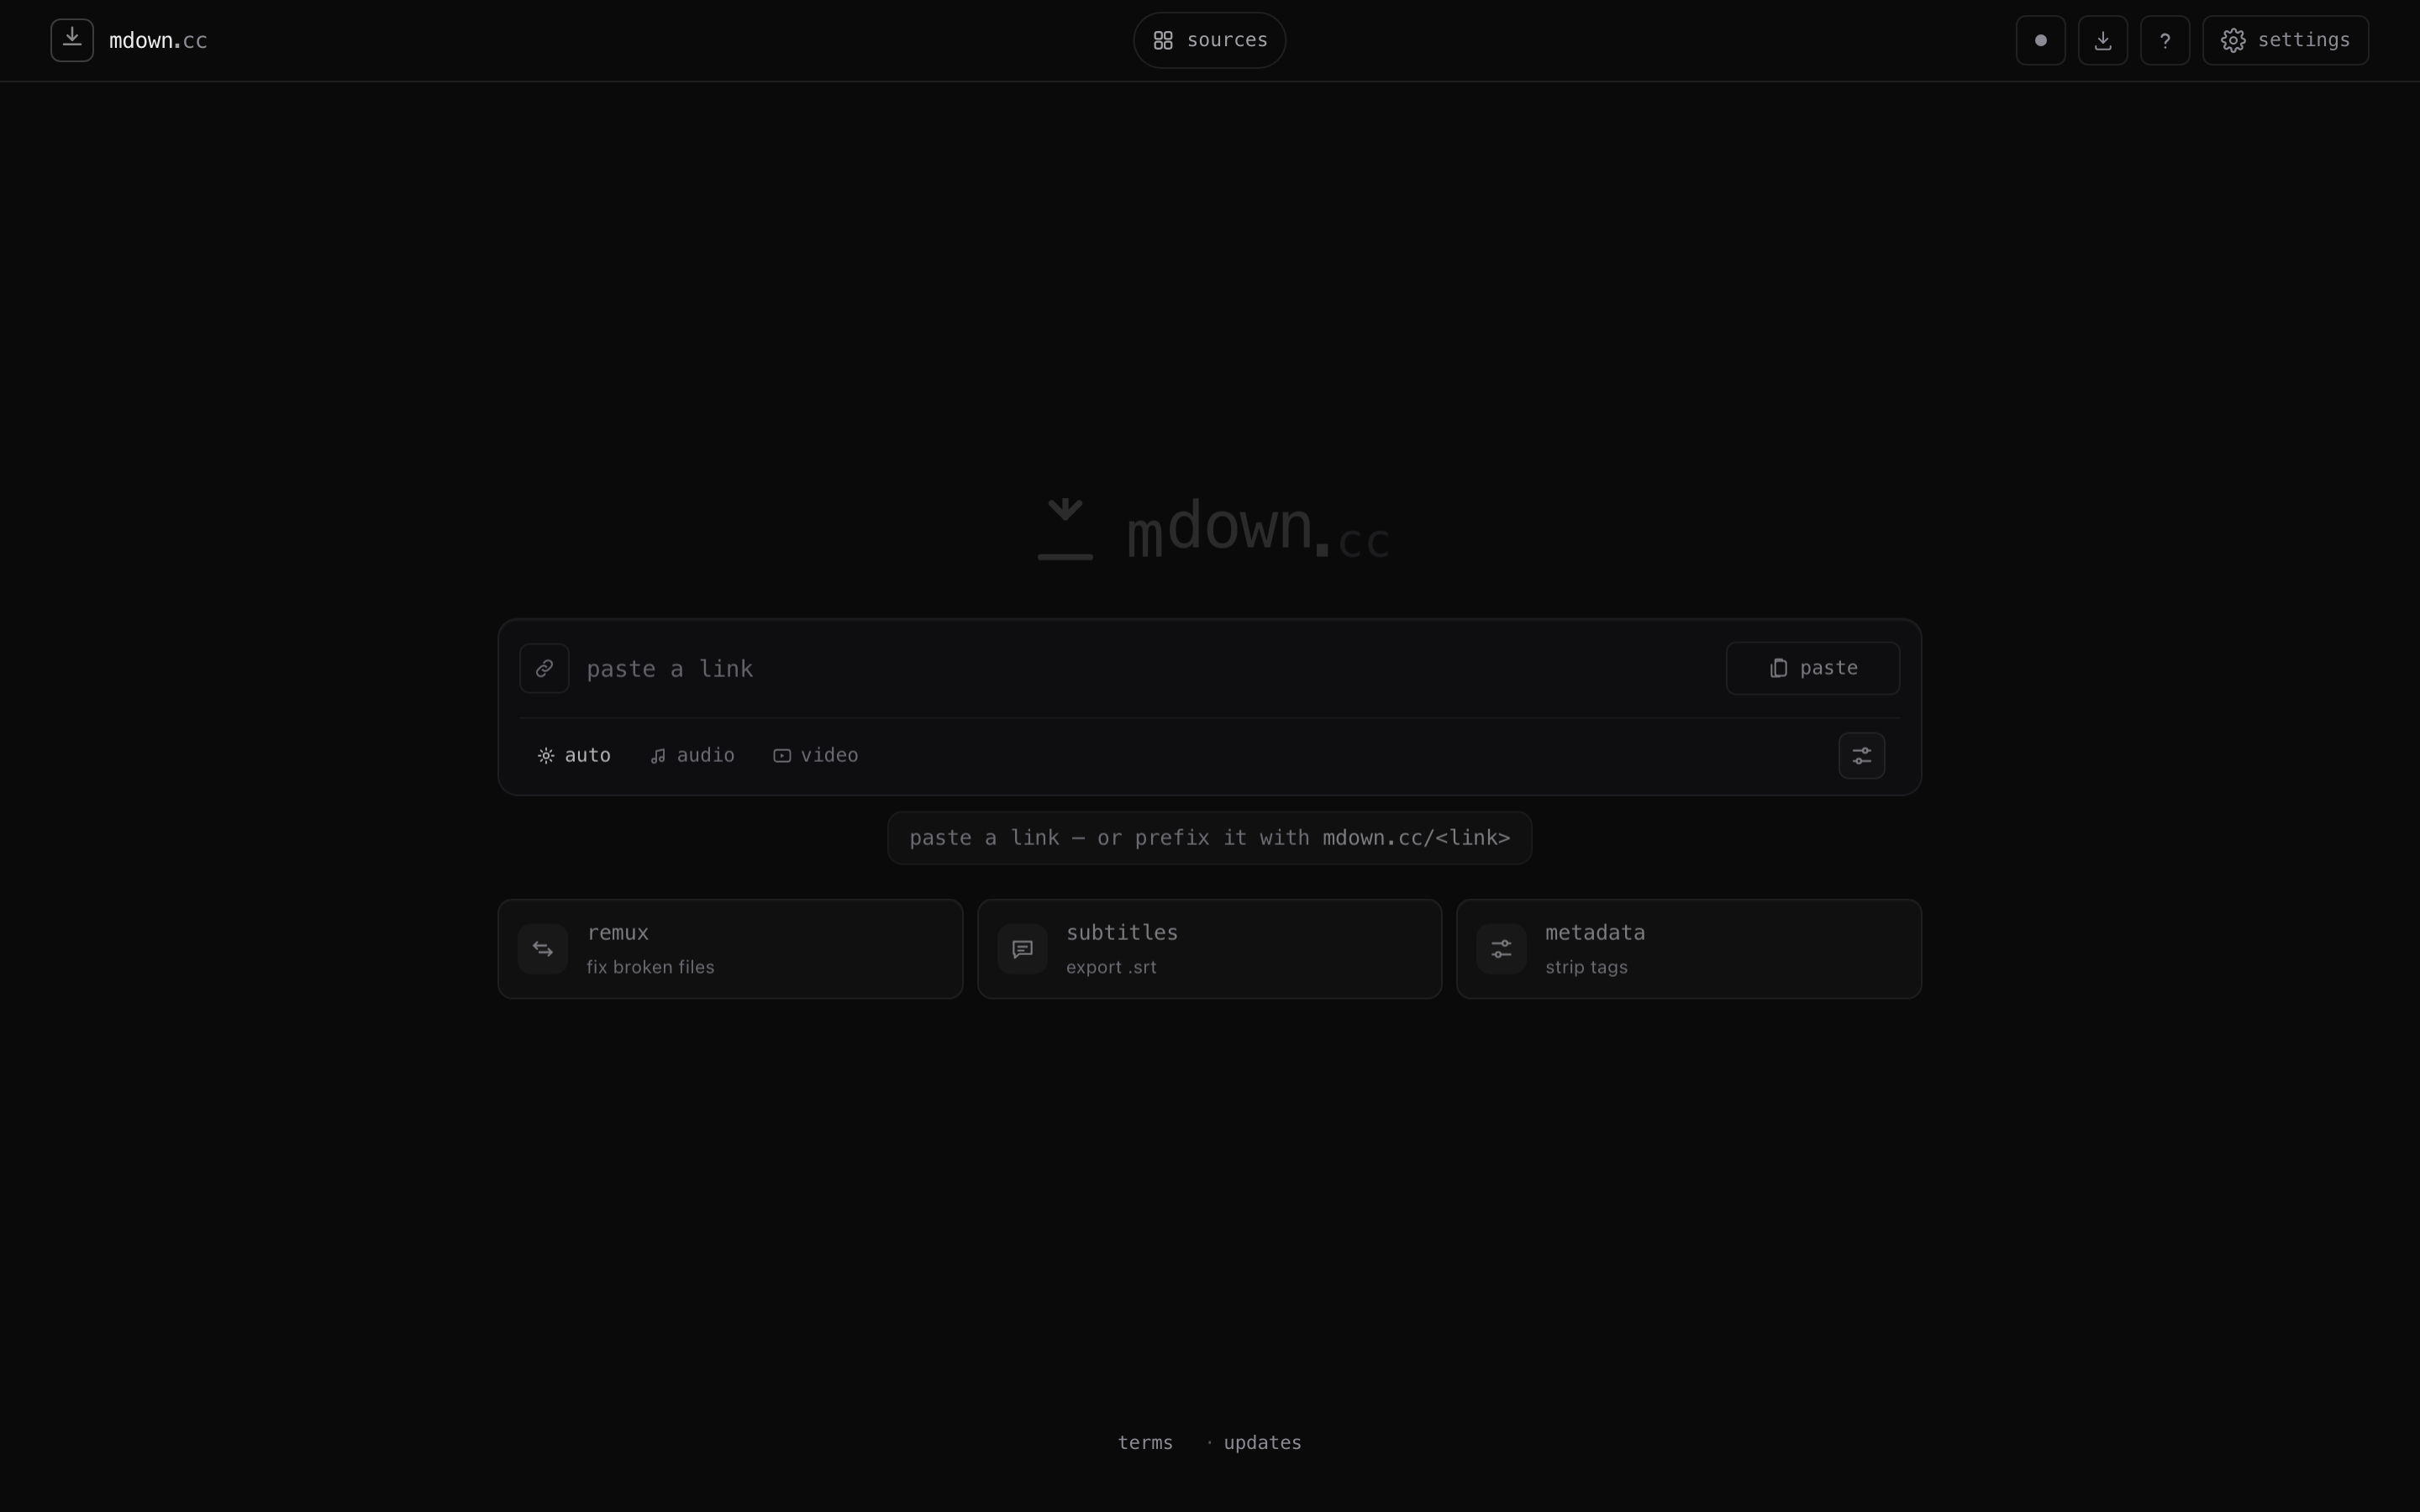 mdown.cc
sources
?
settings
mdown.cc
paste a link
paste
auto
audio
video
paste a link — or prefix it with mdown.cc/<link>
remux
fix broken files
subtitles
export .srt
metadata
strip tags
terms · updates